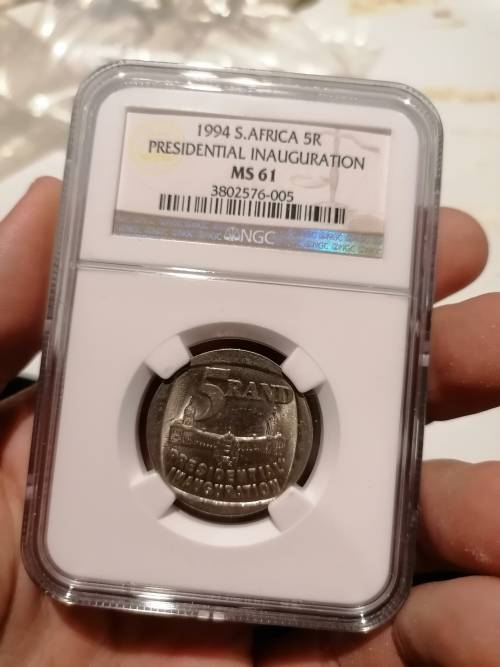 1994 S.AFRICA 5R
PRESIDENTIAL INAUGURATION
MS 61
3802576-005
NGC
5 RAND
PRESIDENTIAL
INAUGURATION